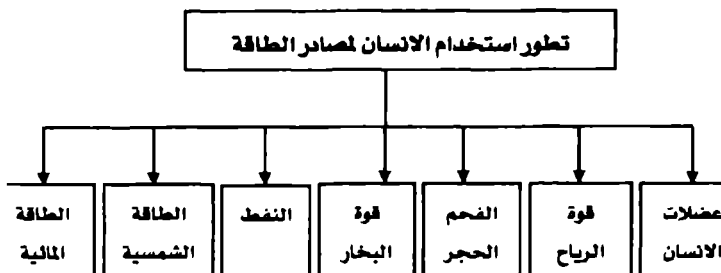 تطور استخدام الانسان لمصادر الطاقة
عضلات
الانسان
قوة
الرياح
الفحم
الحجر
قوة
البخار
النفط
الطاقة
الشمسية
الطاقة
المائية